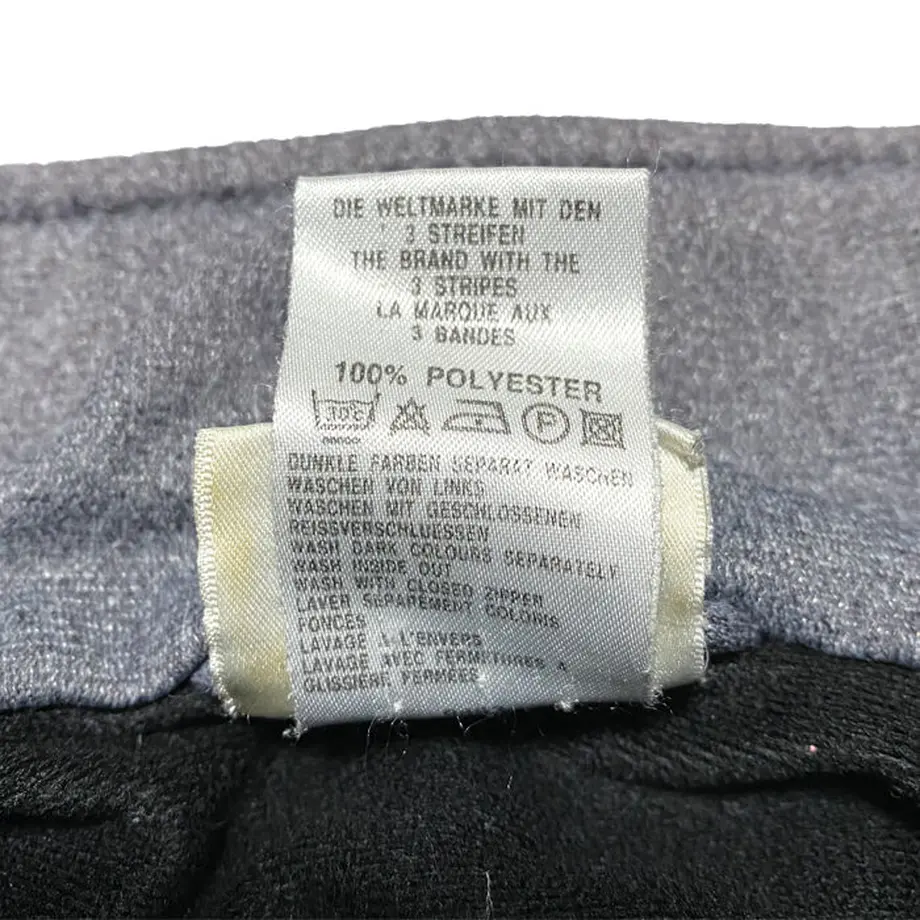 DIE WELTMARKE MIT DEN
3 STREIFEN
THE BRAND WITH THE
3 STRIPES
LA MARQUE AUX
3 BANDES
100% POLYESTER
30°C P
DUNKLE FARBEN SEPARAT WASCHEN
WASCHEN VON LINKS
WASCHEN MIT GESCHLOSSENEN
REISSVERSCHLUESSEN
WASH DARK COLOURS SEPARATELY
WASH INSIDE OUT
WASH WITH CLOSED ZIPPER
LAVER SEPAREMENT COLORIS
FONCES
LAVAGE A L'ENVERS
LAVAGE AVEC FERMETURES A
GLISSIERE FERMEES